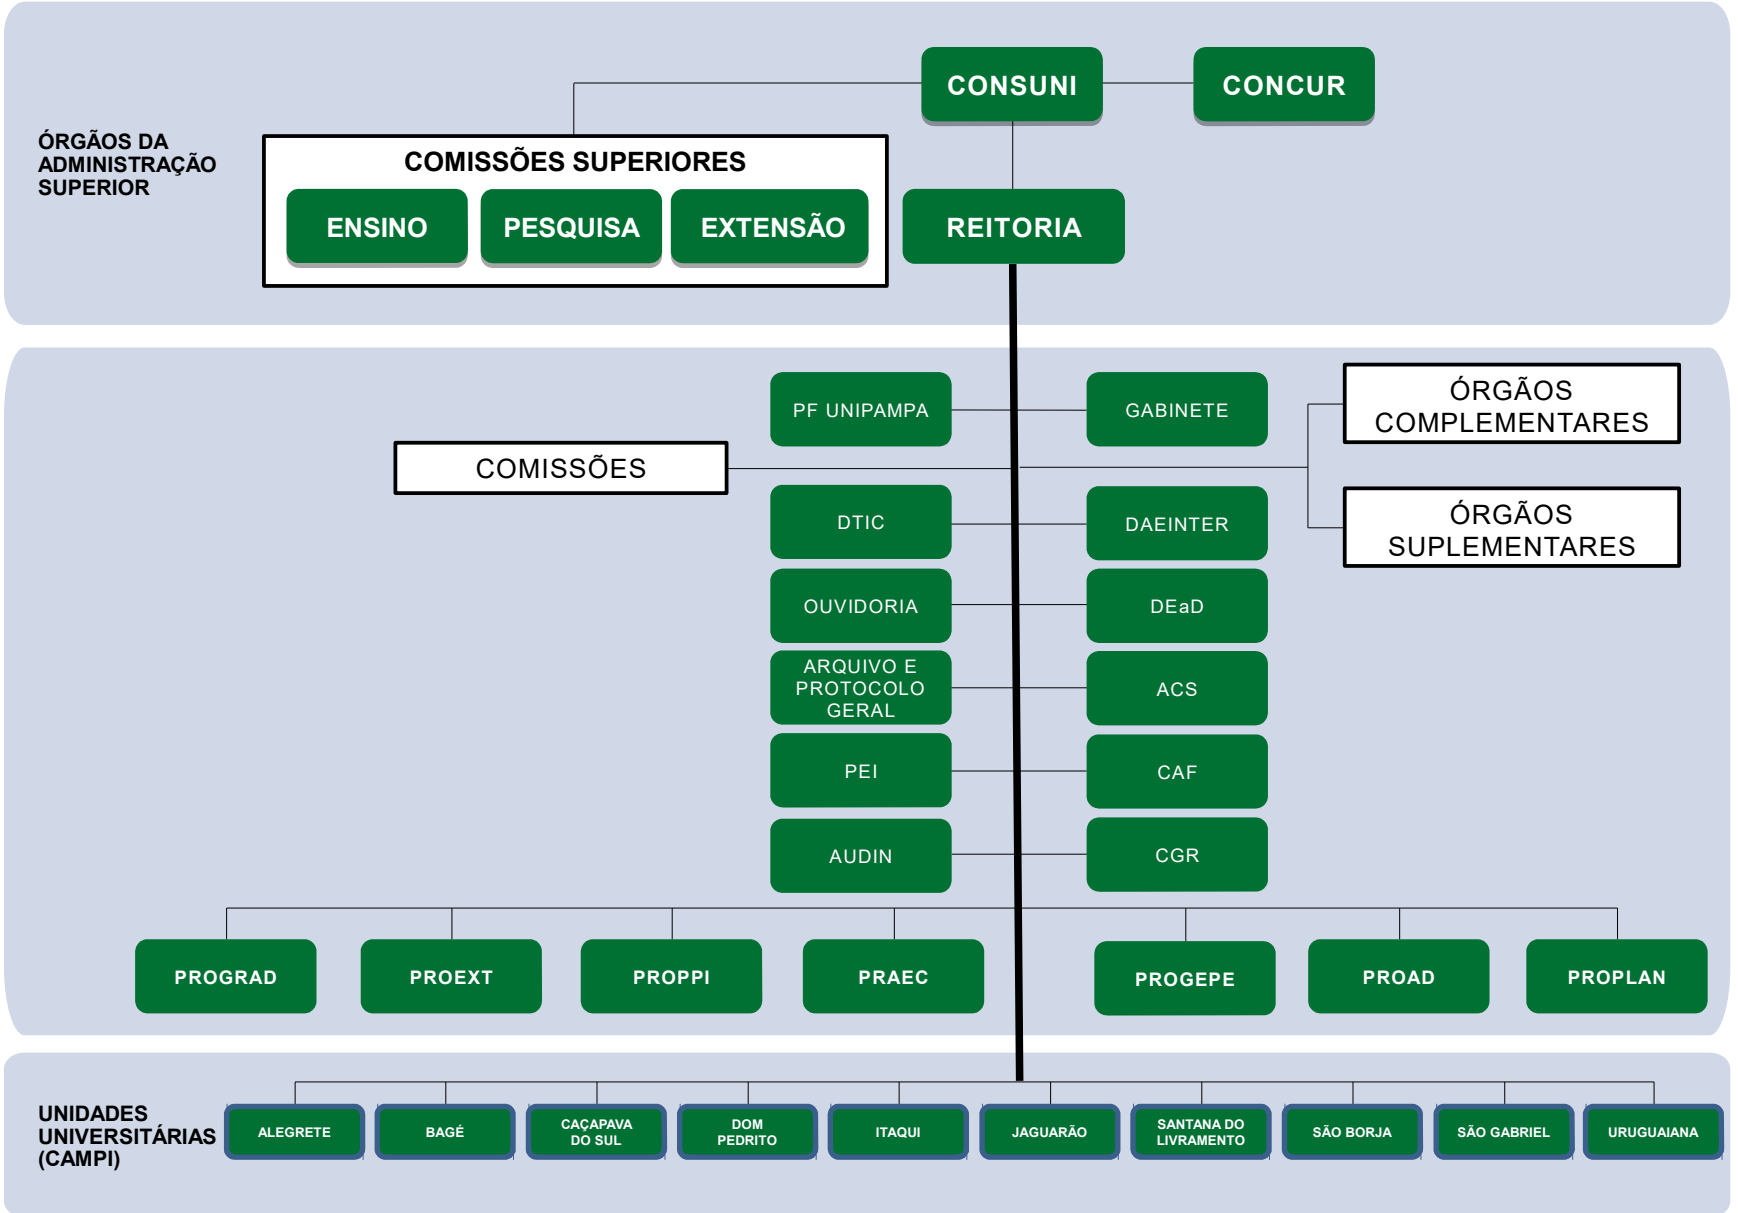 CONSUNI
CONCUR
ÓRGÃOS DA
ADMINISTRAÇÃO
SUPERIOR
COMISSÕES SUPERIORES
ENSINO
PESQUISA
EXTENSÃO
REITORIA
PF UNIPAMPA
GABINETE
ÓRGÃOS
COMPLEMENTARES
COMISSÕES
DTIC
DAEINTER
ÓRGÃOS
SUPLEMENTARES
OUVIDORIA
DEaD
ARQUIVO E
PROTOCOLO
GERAL
ACS
PEI
CAF
AUDIN
CGR
PROGRAD
PROEXT
PROPPI
PRAEC
PROGEPE
PROAD
PROPLAN
UNIDADES
UNIVERSITÁRIAS
(CAMPI)
ALEGRETE
BAGÉ
CAÇAPAVA
DO SUL
DOM
PEDRITO
ITAQUI
JAGUARÃO
SANTANA DO
LIVRAMENTO
SÃO BORJA
SÃO GABRIEL
URUGUAIANA